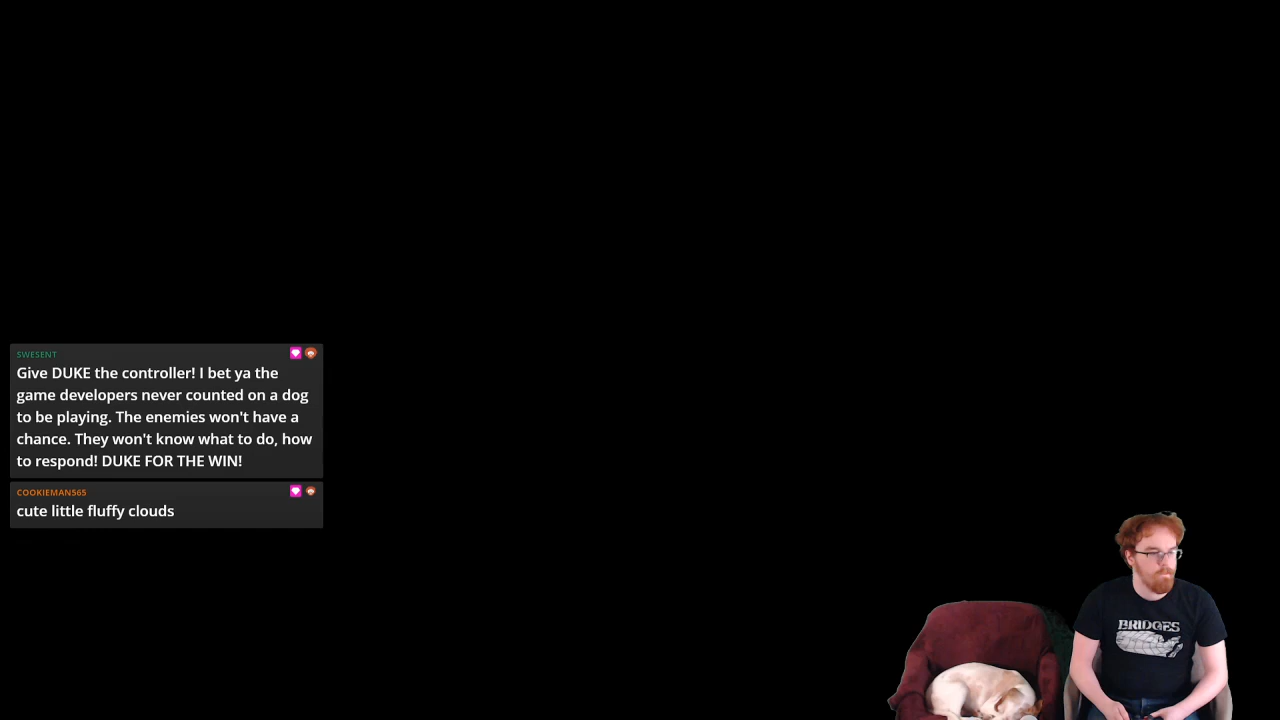 SWESENT
Give DUKE the controller! I bet ya the
game developers never counted on a dog
to be playing. The enemies won't have a
chance. They won't know what to do, how
to respond! DUKE FOR THE WIN!
COOKIEMAN565
cute little fluffy clouds
BRIDGES